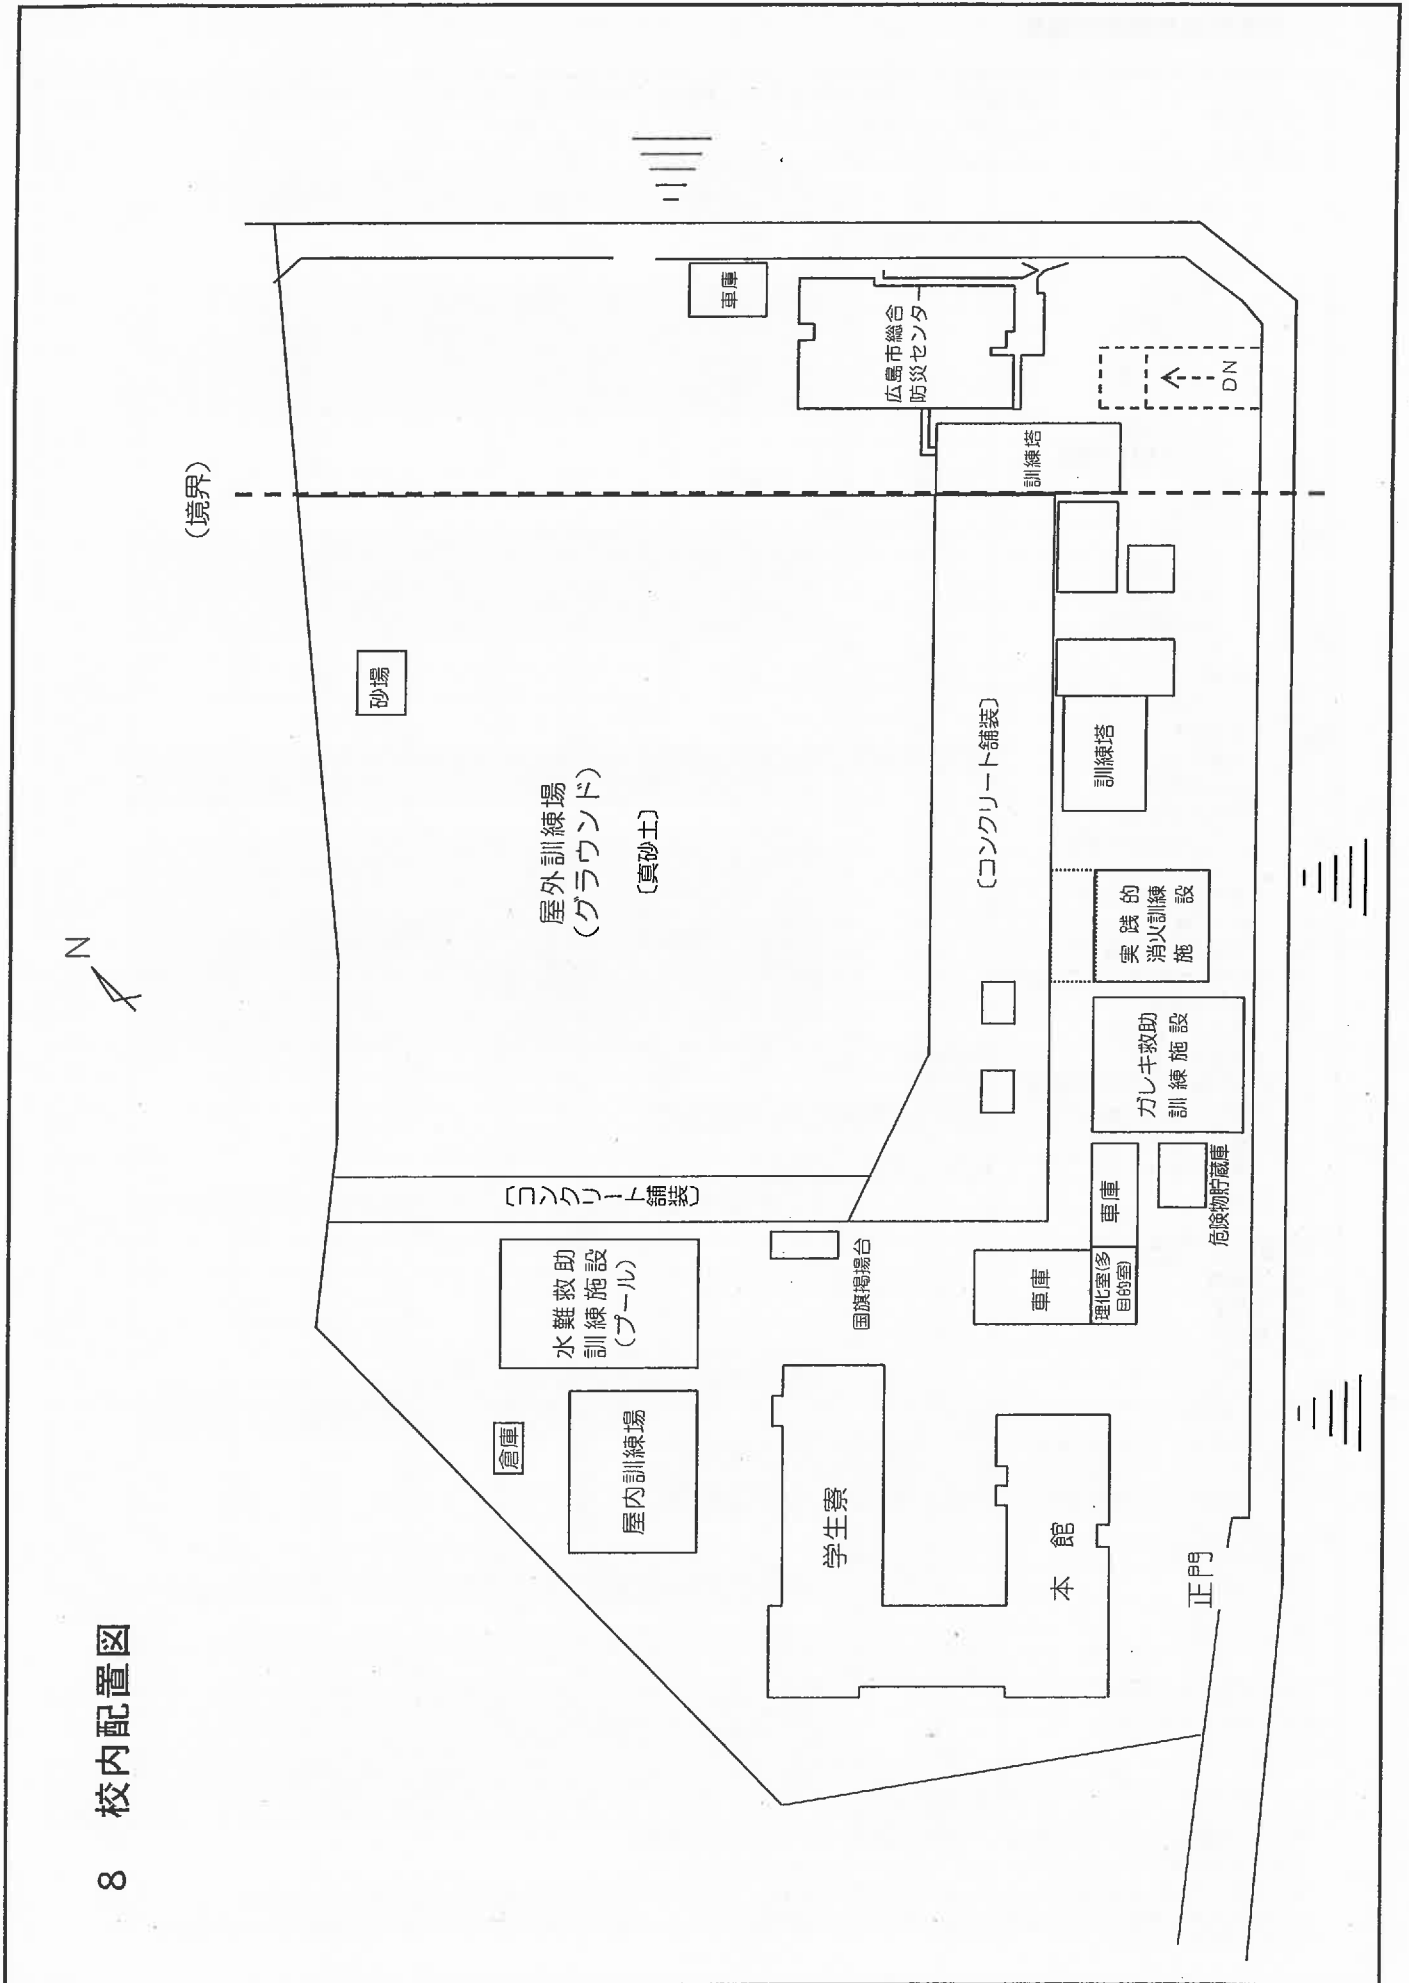 8 校内配置図
N
(境界)
砂場
車庫
屋外訓練場
(グラウンド)
〔真砂土〕
広島市総合
防災センター
訓練塔
DN
〔コンクリート舗装〕
〔コンクリート舗装〕
訓練塔
実践的
消火訓練
施設
ガレキ救助
訓練施設
水難救助
訓練施設
(プール)
国旗掲揚台
車庫
車庫
理化室(多
目的室)
危険物貯蔵庫
倉庫
屋内訓練場
学生寮
本館
正門